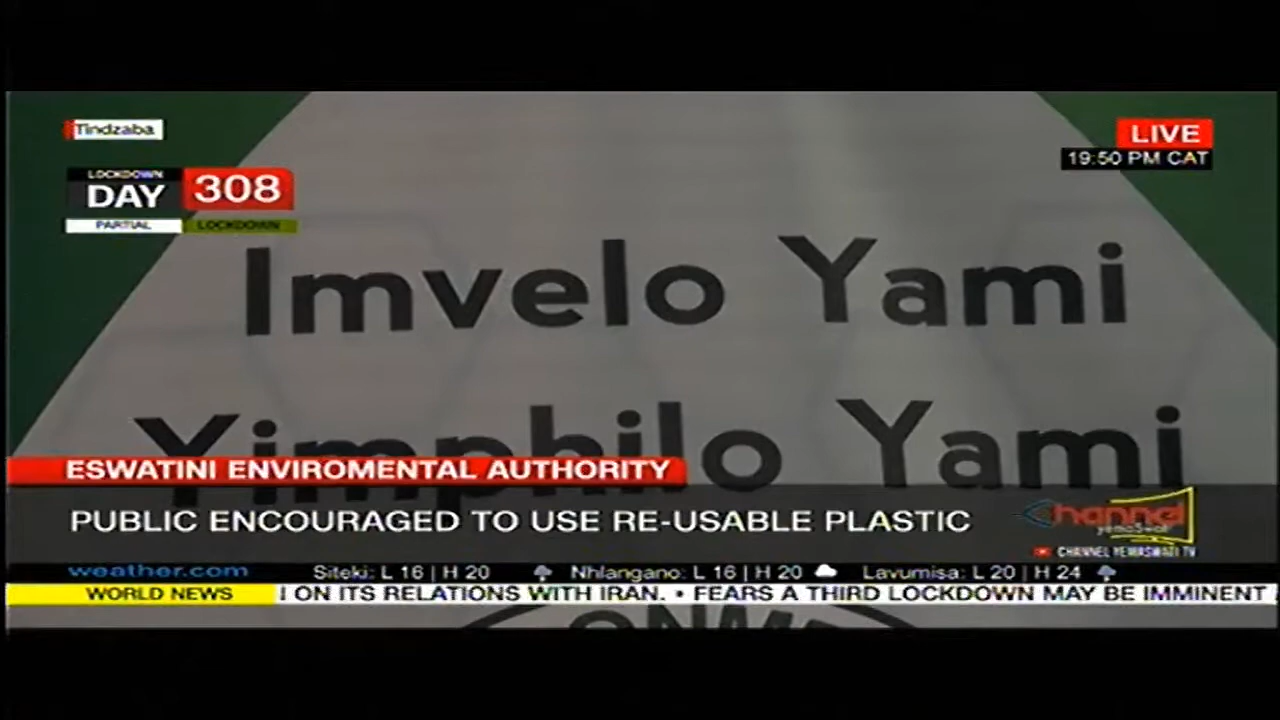 Tindzaba
LIVE
19:50 PM CAT
LOCKDOWN
DAY 308
PARTIAL LOCKDOWN
Imvelo Yami
Yimphilo Yami
ESWATINI ENVIROMENTAL AUTHORITY
PUBLIC ENCOURAGED TO USE RE-USABLE PLASTIC
Channel
yemaSwati
CHANNEL YEMASWATI TV
weather.com Siteki: L 16 | H 20 Nhlangano: L 16 | H 20 Lavumisa: L 20 | H 24
WORLD NEWS ON ITS RELATIONS WITH IRAN. • FEARS A THIRD LOCKDOWN MAY BE IMMINENT